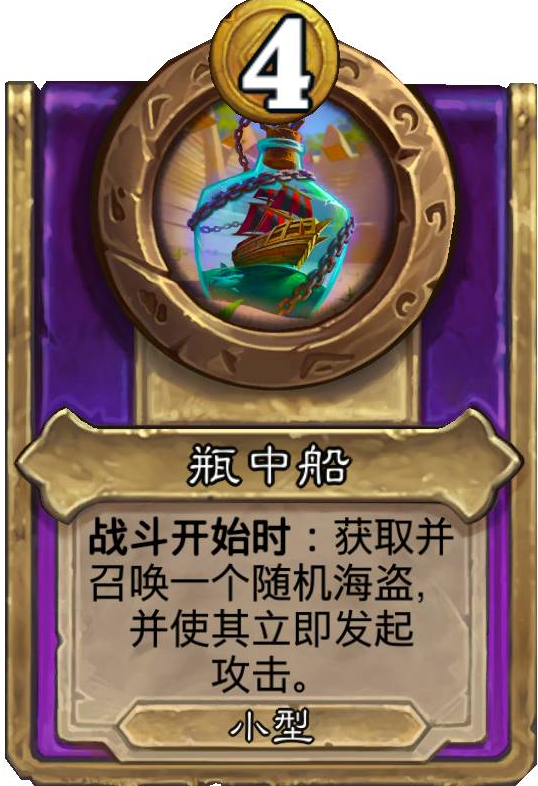 4
瓶中船
战斗开始时：获取并
召唤一个随机海盗，
并使其立即发起
攻击。
小型